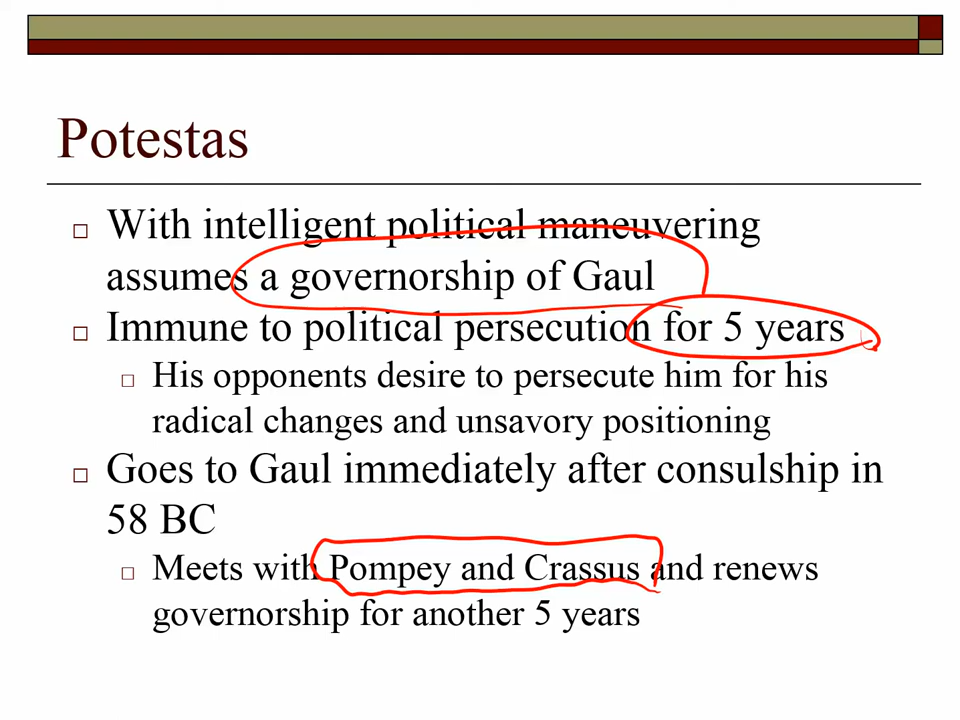 Potestas
With intelligent political maneuvering
assumes a governorship of Gaul
Immune to political persecution for 5 years
His opponents desire to persecute him for his
radical changes and unsavory positioning
Goes to Gaul immediately after consulship in
58 BC
Meets with Pompey and Crassus and renews
governorship for another 5 years